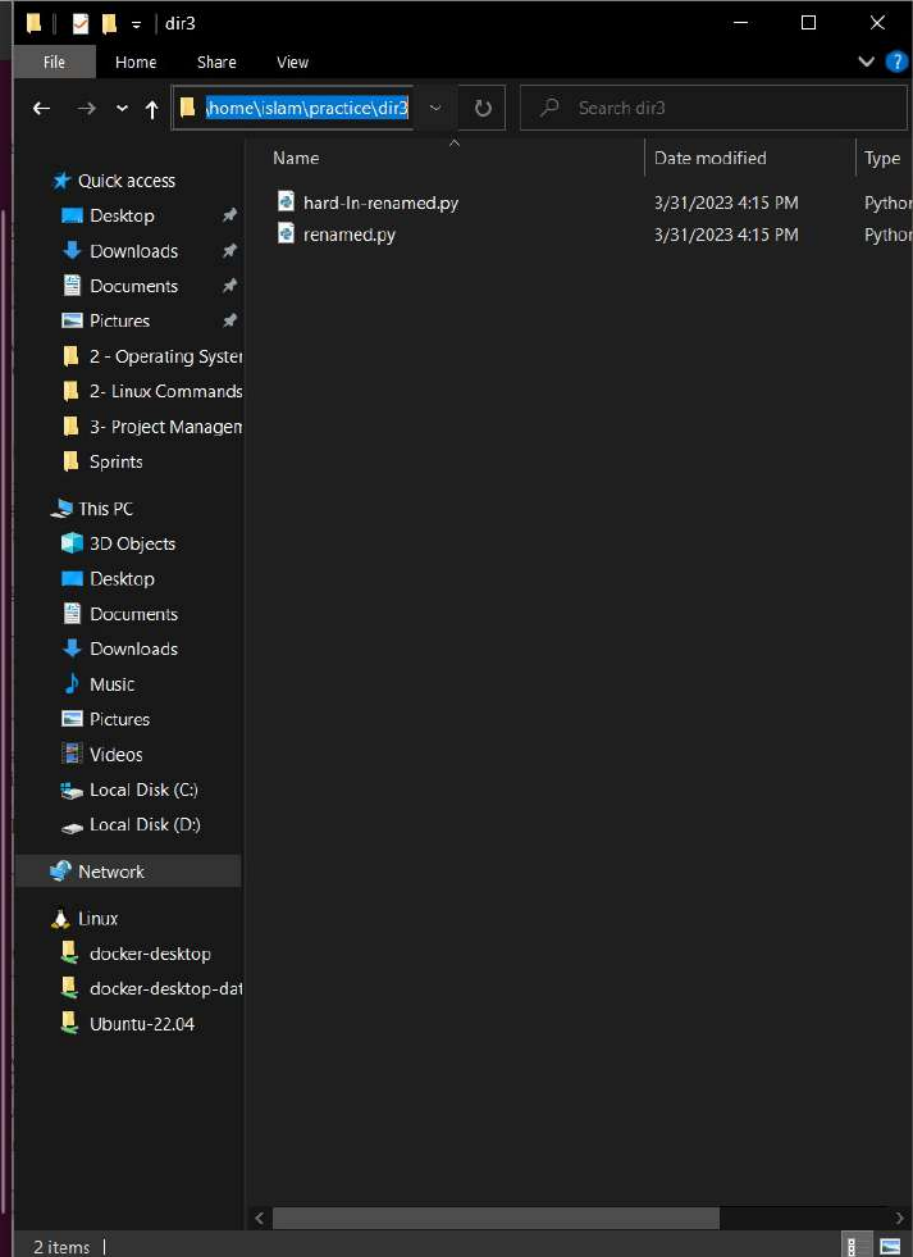 dir3
File Home Share View
\home\islam\practice\dir3 Search dir3
Name Date modified Type
hard-ln-renamed.py 3/31/2023 4:15 PM Python
renamed.py 3/31/2023 4:15 PM Python
Quick access
Desktop
Downloads
Documents
Pictures
2 - Operating Syster
2- Linux Commands
3- Project Managem
Sprints
This PC
3D Objects
Desktop
Documents
Downloads
Music
Pictures
Videos
Local Disk (C:)
Local Disk (D:)
Network
Linux
docker-desktop
docker-desktop-dat
Ubuntu-22.04
2 items